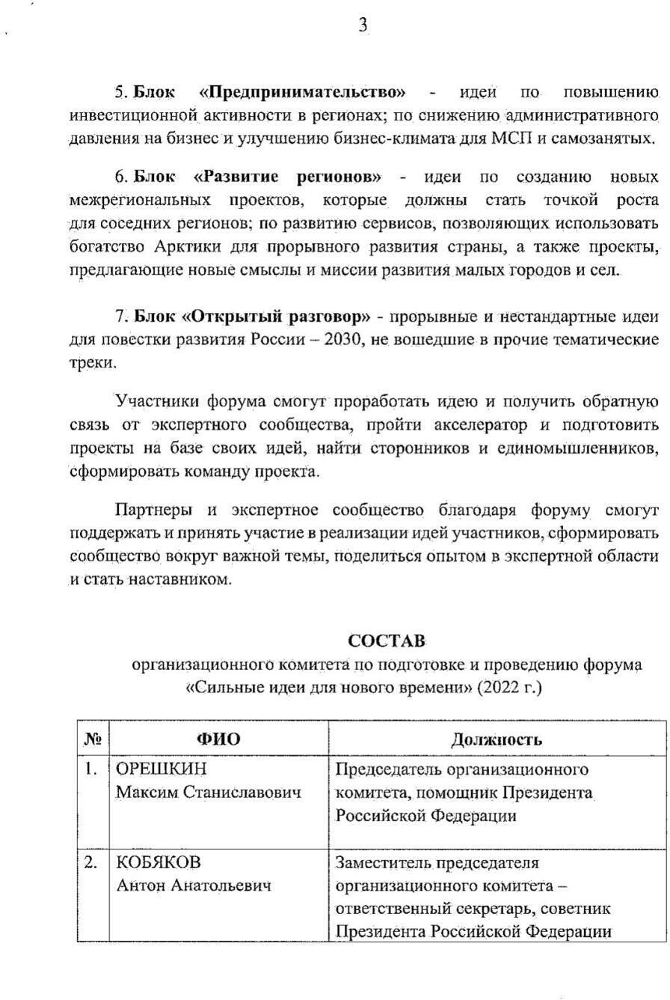 3
5. Блок «Предпринимательство» - идеи по повышению
инвестиционной активности в регионах; по снижению административного
давления на бизнес и улучшению бизнес-климата для МСП и самозанятых.
6. Блок «Развитие регионов» - идеи по созданию новых
межрегиональных проектов, которые должны стать точкой роста
для соседних регионов; по развитию сервисов, позволяющих использовать
богатство Арктики для прорывного развития страны, а также проекты,
предлагающие новые смыслы и миссии развития малых городов и сел.
7. Блок «Открытый разговор» - прорывные и нестандартные идеи
для повестки развития России – 2030, не вошедшие в прочие тематические
треки.
Участники форума смогут проработать идею и получить обратную
связь от экспертного сообщества, пройти акселератор и подготовить
проекты на базе своих идей, найти сторонников и единомышленников,
сформировать команду проекта.
Партнеры и экспертное сообщество благодаря форуму смогут
поддержать и принять участие в реализации идей участников, сформировать
сообщество вокруг важной темы, поделиться опытом в экспертной области
и стать наставником.
СОСТАВ
организационного комитета по подготовке и проведению форума
«Сильные идеи для нового времени» (2022 г.)
№ ФИО Должность
1. ОРЕШКИН Председатель организационного
Максим Станиславович комитета, помощник Президента
Российской Федерации
2. КОБЯКОВ Заместитель председателя
Антон Анатольевич организационного комитета –
ответственный секретарь, советник
Президента Российской Федерации